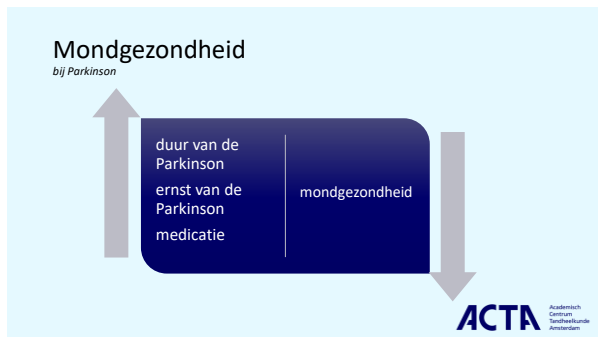 Mondgezondheid
bij Parkinson
duur van de
Parkinson
ernst van de
Parkinson
medicatie
mondgezondheid
ACTA
Academisch
Centrum
Tandheelkunde
Amsterdam